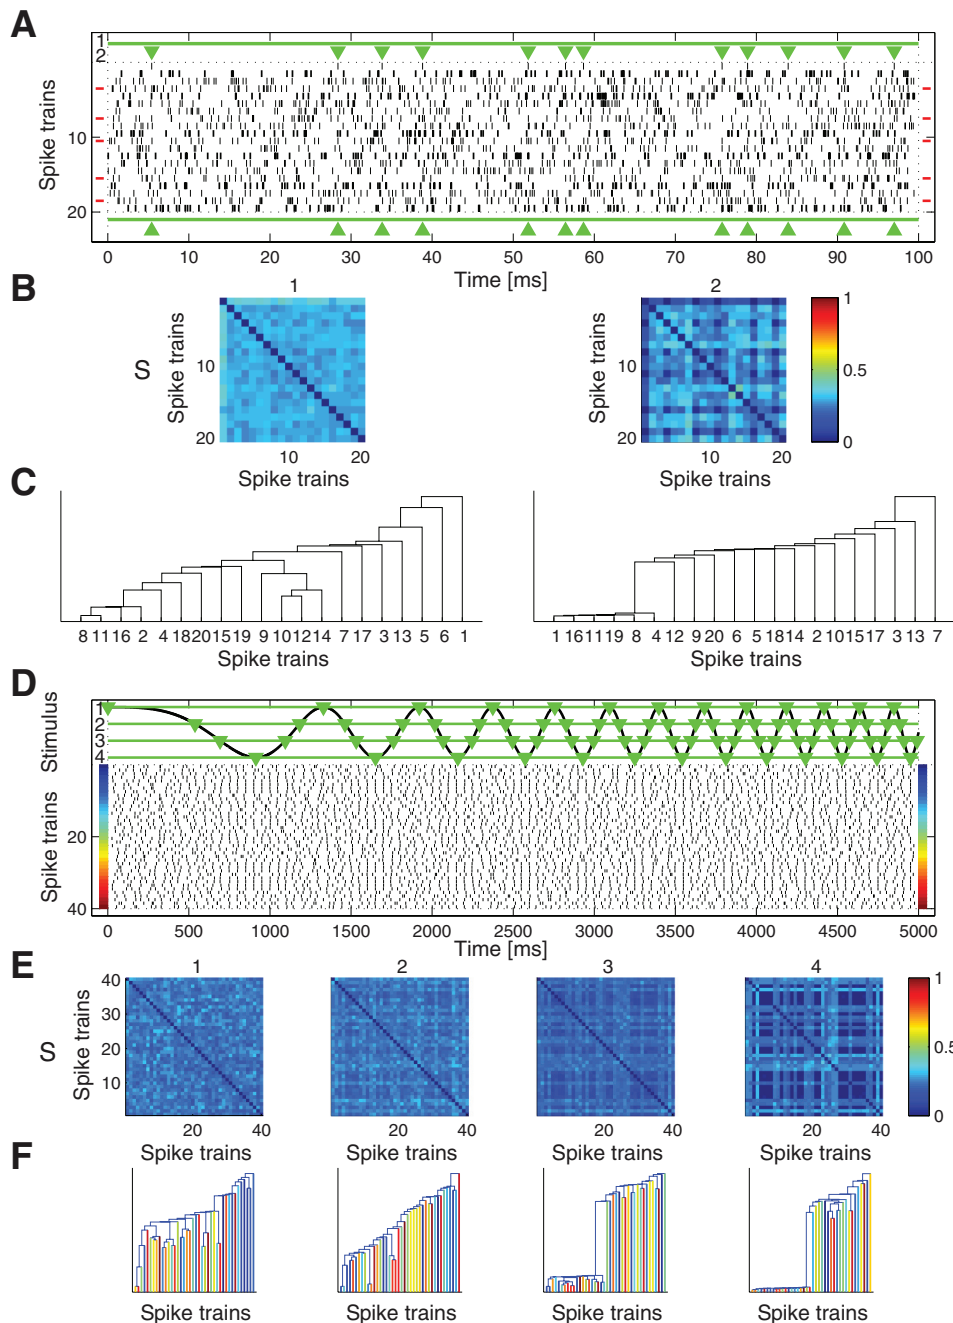 A
1
2
Spike trains
10
20
0 10 20 30 40 50 60 70 80 90 100
Time [ms]
B
1 2
S
Spike trains
10
20
10 20
Spike trains
Spike trains
10
20
10 20
Spike trains
1
0.5
0
C
8 11 16 2 4 18 20 15 19 9 10 12 14 7 17 3 13 5 6 1
Spike trains
1 16 11 19 8 4 12 9 20 6 5 18 14 2 10 15 17 3 13 7
Spike trains
D
Stimulus
1
2
3
4
Spike trains
20
40
0 500 1000 1500 2000 2500 3000 3500 4000 4500 5000
Time [ms]
E
1 2 3 4
S
Spike trains
40
30
20
10
20 40
20 40
20 40
20 40
Spike trains Spike trains Spike trains Spike trains
1
0.5
0
F
Spike trains Spike trains Spike trains Spike trains